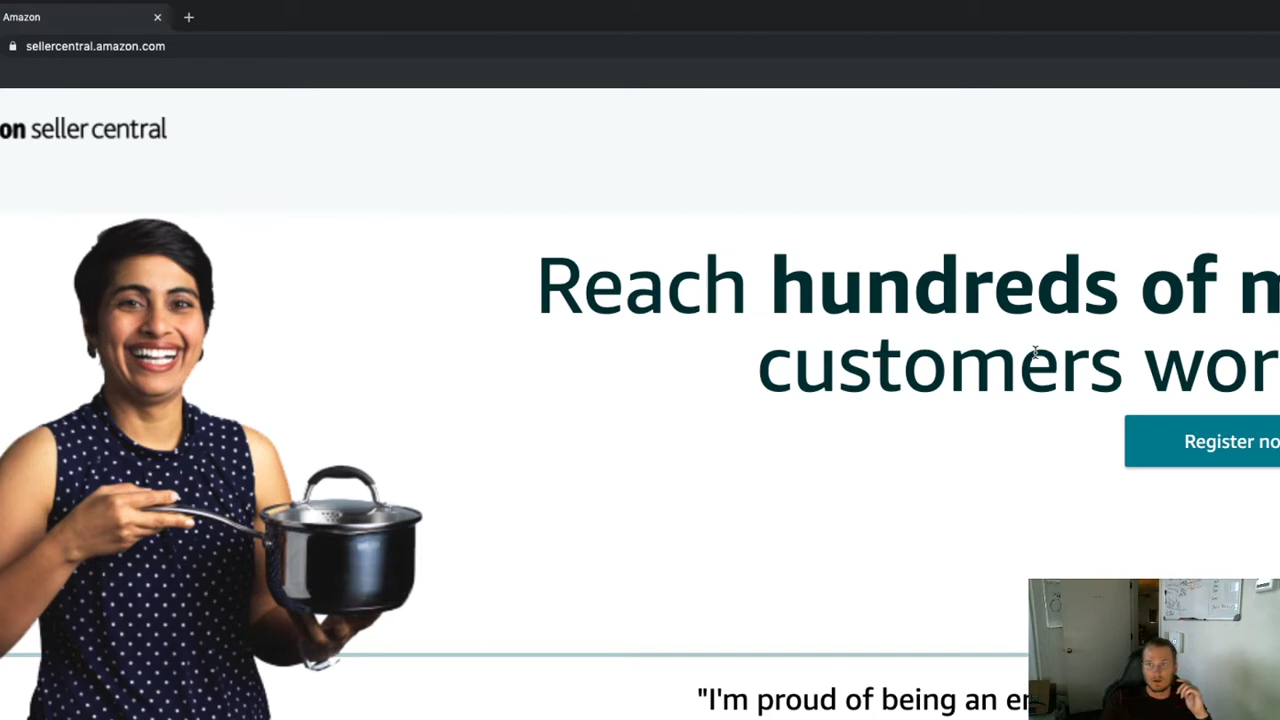 Amazon
sellercentral.amazon.com
on seller central
Reach hundreds of m
customers wor
Register no
"I'm proud of being an e